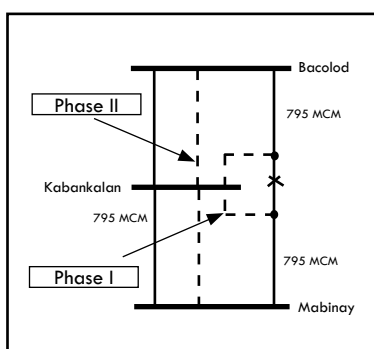 Bacolod
Phase II
795 MCM
Kabankalan
795 MCM
Phase I
795 MCM
Mabinay